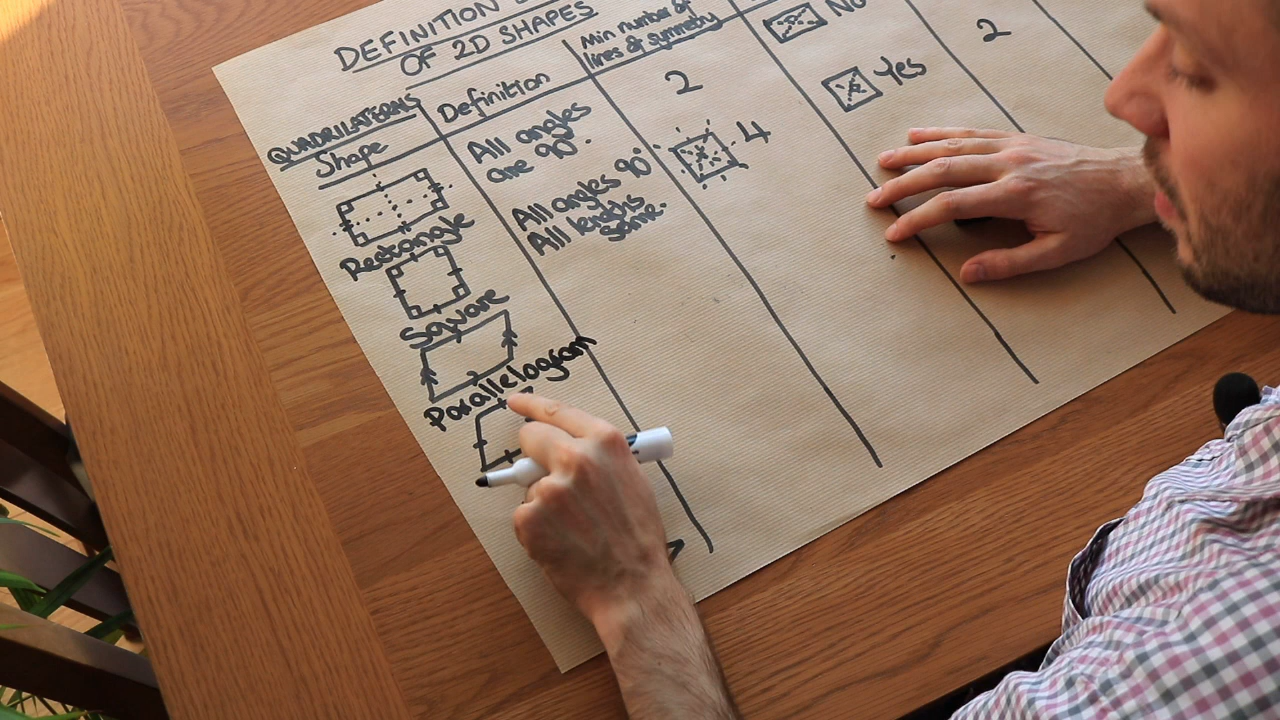 DEFINITION
OF 2D SHAPES
QUADRILATERALS
Shape
Definition
Min number of
lines of symmetry
Rectangle
All angles
are 90°.
2
No
Square
All angles 90°
All lengths
Same.
4
Yes
2
Parallelogram